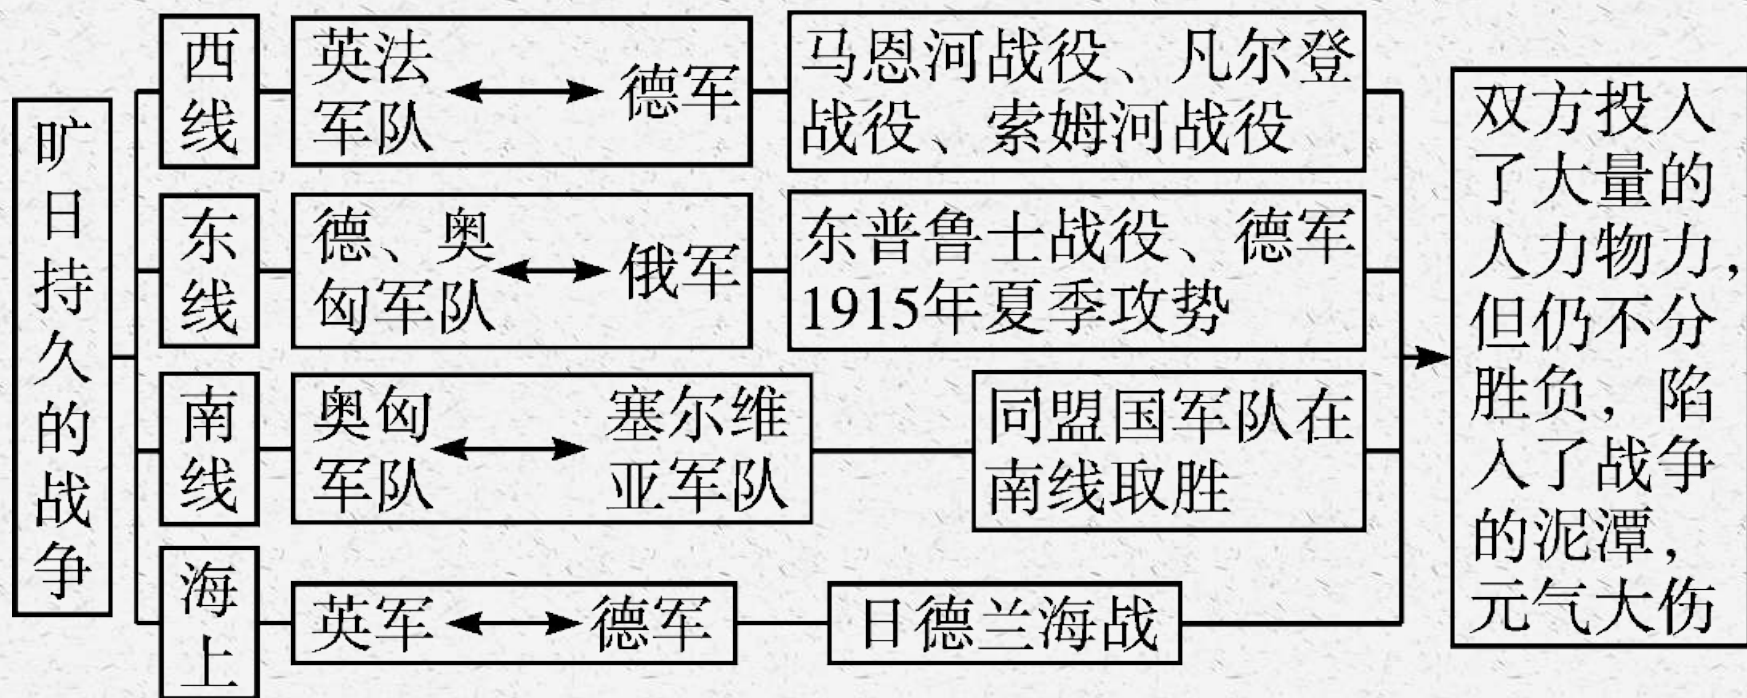 旷日持久的战争
西线
英法
军队
德军
马恩河战役、凡尔登
战役、索姆河战役
东线
德、奥
匈军队
俄军
东普鲁士战役、德军
1915年夏季攻势
南线
奥匈
军队
塞尔维
亚军队
同盟国军队在
南线取胜
海上
英军
德军
日德兰海战
双方投入
了大量的
人力物力，
但仍不分
胜负，陷
入了战争
的泥潭，
元气大伤